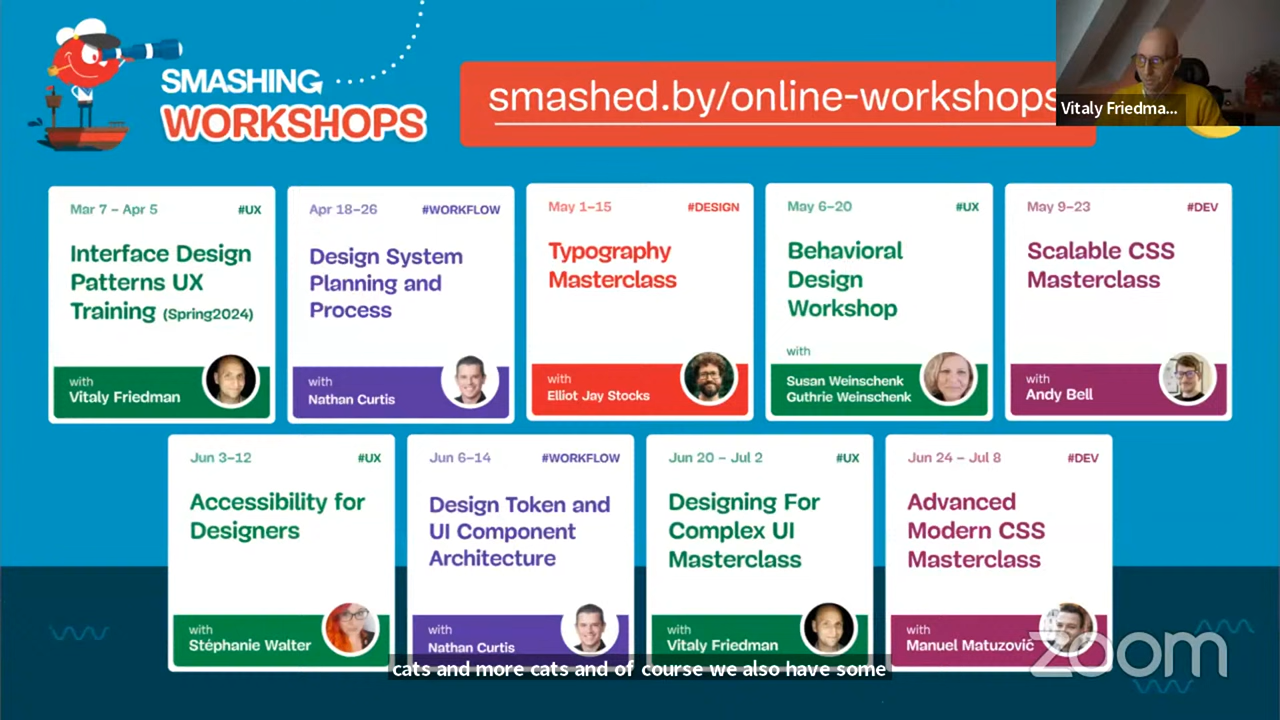 SMASHING
WORKSHOPS
smashed.by/online-workshops
Vitaly Friedma...
Mar 7 – Apr 5 #UX
Interface Design
Patterns UX
Training (Spring2024)
with
Vitaly Friedman
Apr 18–26 #WORKFLOW
Design System
Planning and
Process
with
Nathan Curtis
May 1–15 #DESIGN
Typography
Masterclass
with
Elliot Jay Stocks
May 6–20 #UX
Behavioral
Design
Workshop
with
Susan Weinschenk
Guthrie Weinschenk
May 9–23 #DEV
Scalable CSS
Masterclass
with
Andy Bell
Jun 3–12 #UX
Accessibility for
Designers
with
Stéphanie Walter
Jun 6–14 #WORKFLOW
Design Token and
UI Component
Architecture
with
Nathan Curtis
Jun 20 – Jul 2 #UX
Designing For
Complex UI
Masterclass
with
Vitaly Friedman
Jun 24 – Jul 8 #DEV
Advanced
Modern CSS
Masterclass
with
Manuel Matuzović
zoom
cats and more cats and of course we also have some